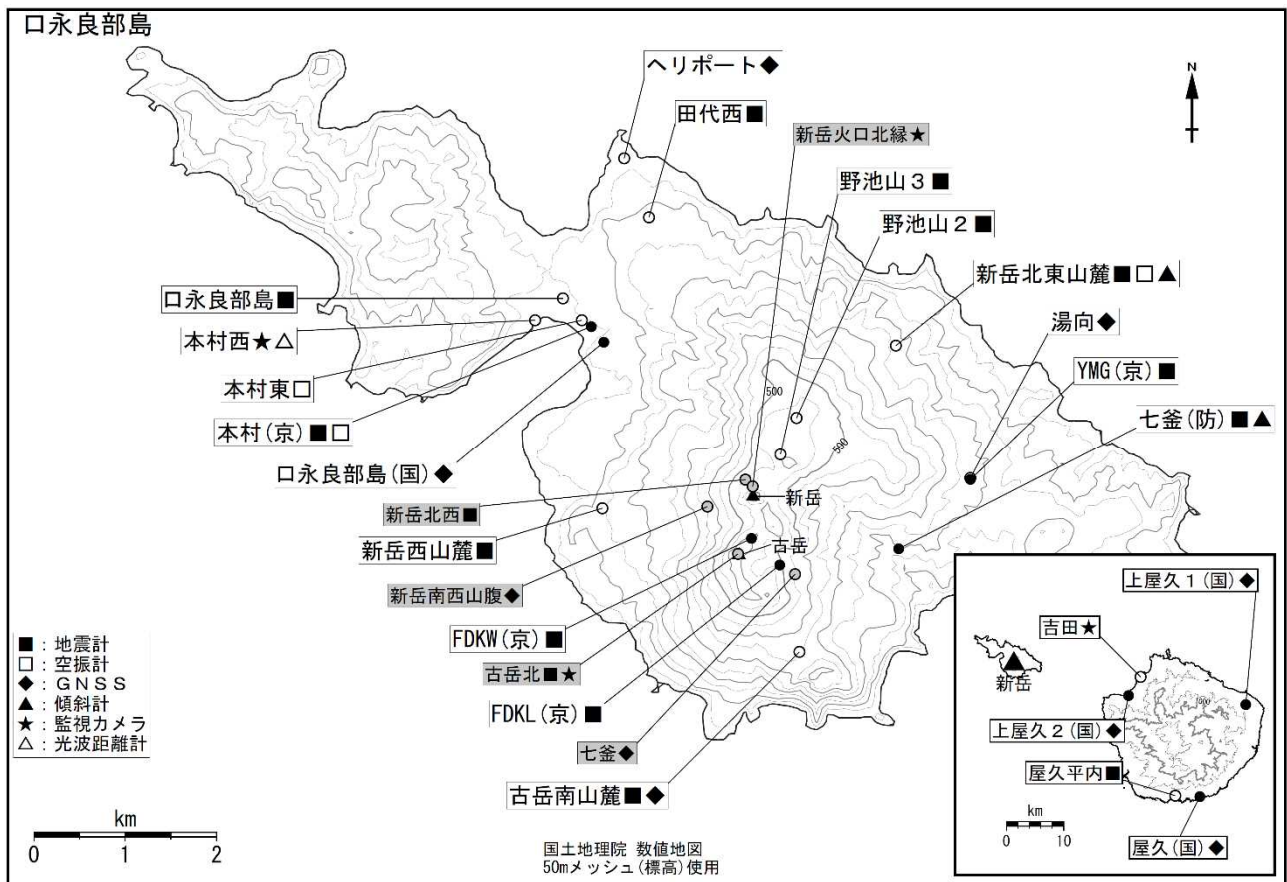 口永良部島
N
ヘリポート◆
田代西■
新岳火口北縁★
野池山3■
野池山2■
新岳北東山麓■□▲
湯向◆
YMG(京)■
七釜(防)■▲
口永良部島■
本村西★△
本村東□
本村(京)■□
口永良部島(国)◆
500
500
新岳
古岳
新岳北西■
新岳西山麓■
新岳南西山腹◆
FDKW(京)■
古岳北■★
FDKL(京)■
七釜◆
古岳南山麓■◆
■:地震計
□:空振計
◆:GNSS
▲:傾斜計
★:監視カメラ
△:光波距離計
km
0 1 2
国土地理院 数値地図
50mメッシュ(標高)使用
上屋久1(国)◆
吉田★
新岳
1000
上屋久2(国)◆
屋久平内■
km
0 10
屋久(国)◆